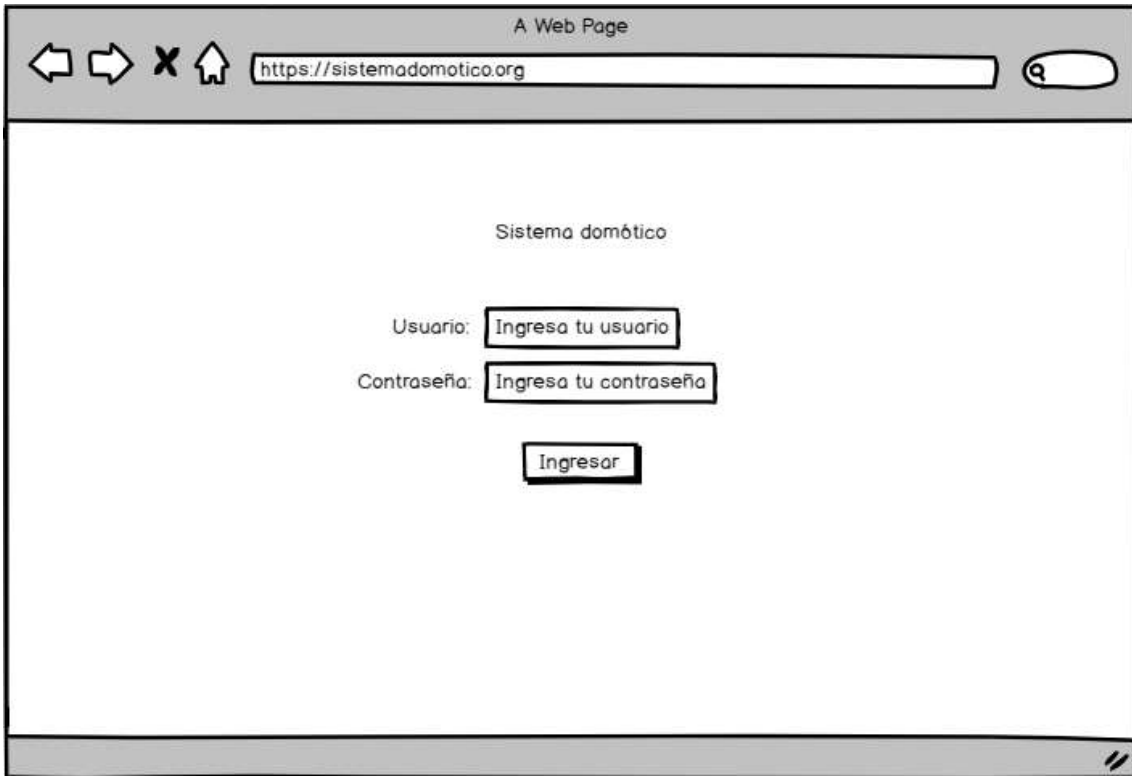 A Web Page
https://sistemadomotico.org
Sistema domótico
Usuario: Ingresa tu usuario
Contraseña: Ingresa tu contraseña
Ingresar